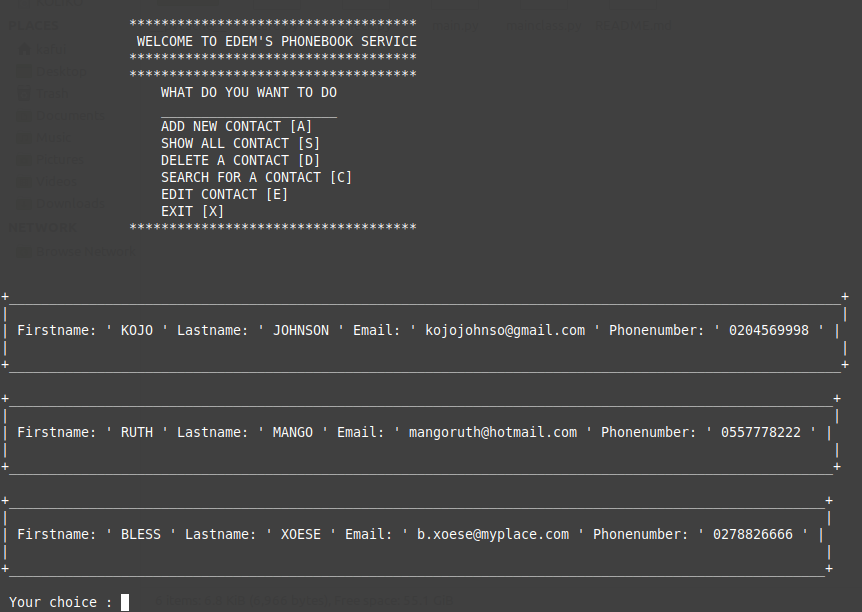 ************************************
WELCOME TO EDEM'S PHONEBOOK SERVICE
************************************
************************************
WHAT DO YOU WANT TO DO
______________________
ADD NEW CONTACT [A]
SHOW ALL CONTACT [S]
DELETE A CONTACT [D]
SEARCH FOR A CONTACT [C]
EDIT CONTACT [E]
EXIT [X]
************************************
| Firstname: ' KOJO ' Lastname: ' JOHNSON ' Email: ' kojojohnso@gmail.com ' Phonenumber: ' 0204569998 ' |
| Firstname: ' RUTH ' Lastname: ' MANGO ' Email: ' mangoruth@hotmail.com ' Phonenumber: ' 0557778222 ' |
| Firstname: ' BLESS ' Lastname: ' XOESE ' Email: ' b.xoese@myplace.com ' Phonenumber: ' 0278826666 ' |
Your choice :